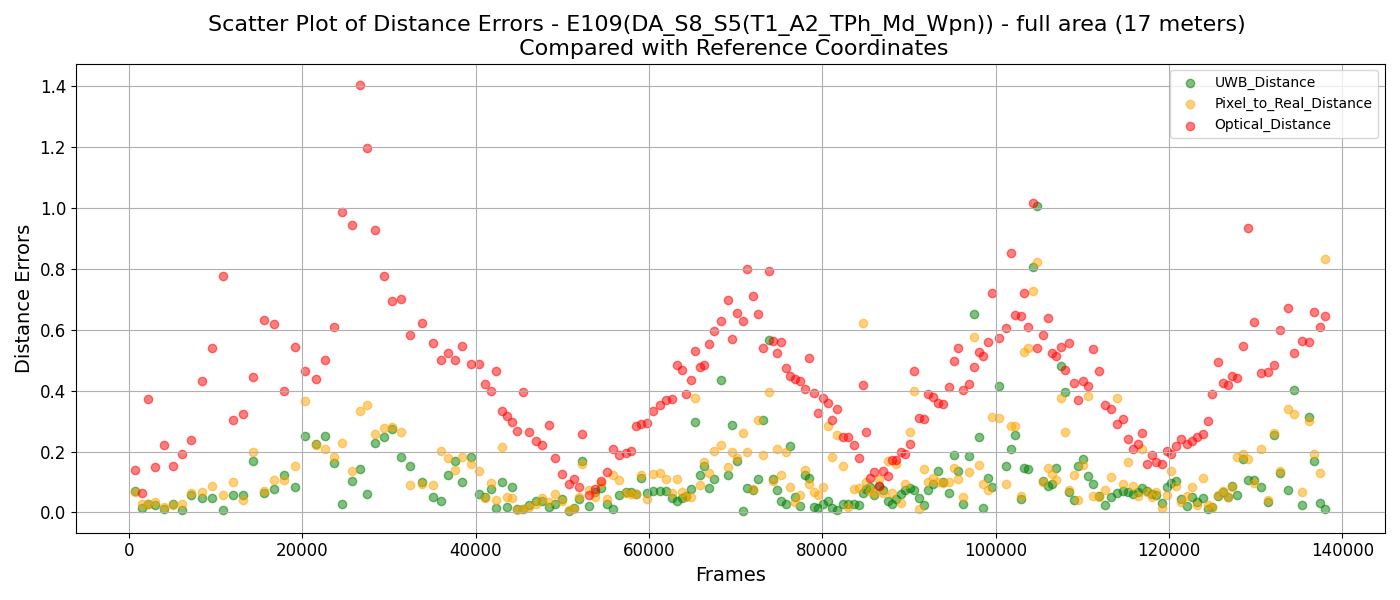 Scatter Plot of Distance Errors - E109(DA_S8_S5(T1_A2_TPh_Md_Wpn)) - full area (17 meters)
Compared with Reference Coordinates
UWB_Distance
Pixel_to_Real_Distance
Optical_Distance
Distance Errors
1.4
1.2
1.0
0.8
0.6
0.4
0.2
0.0
0 20000 40000 60000 80000 100000 120000 140000
Frames